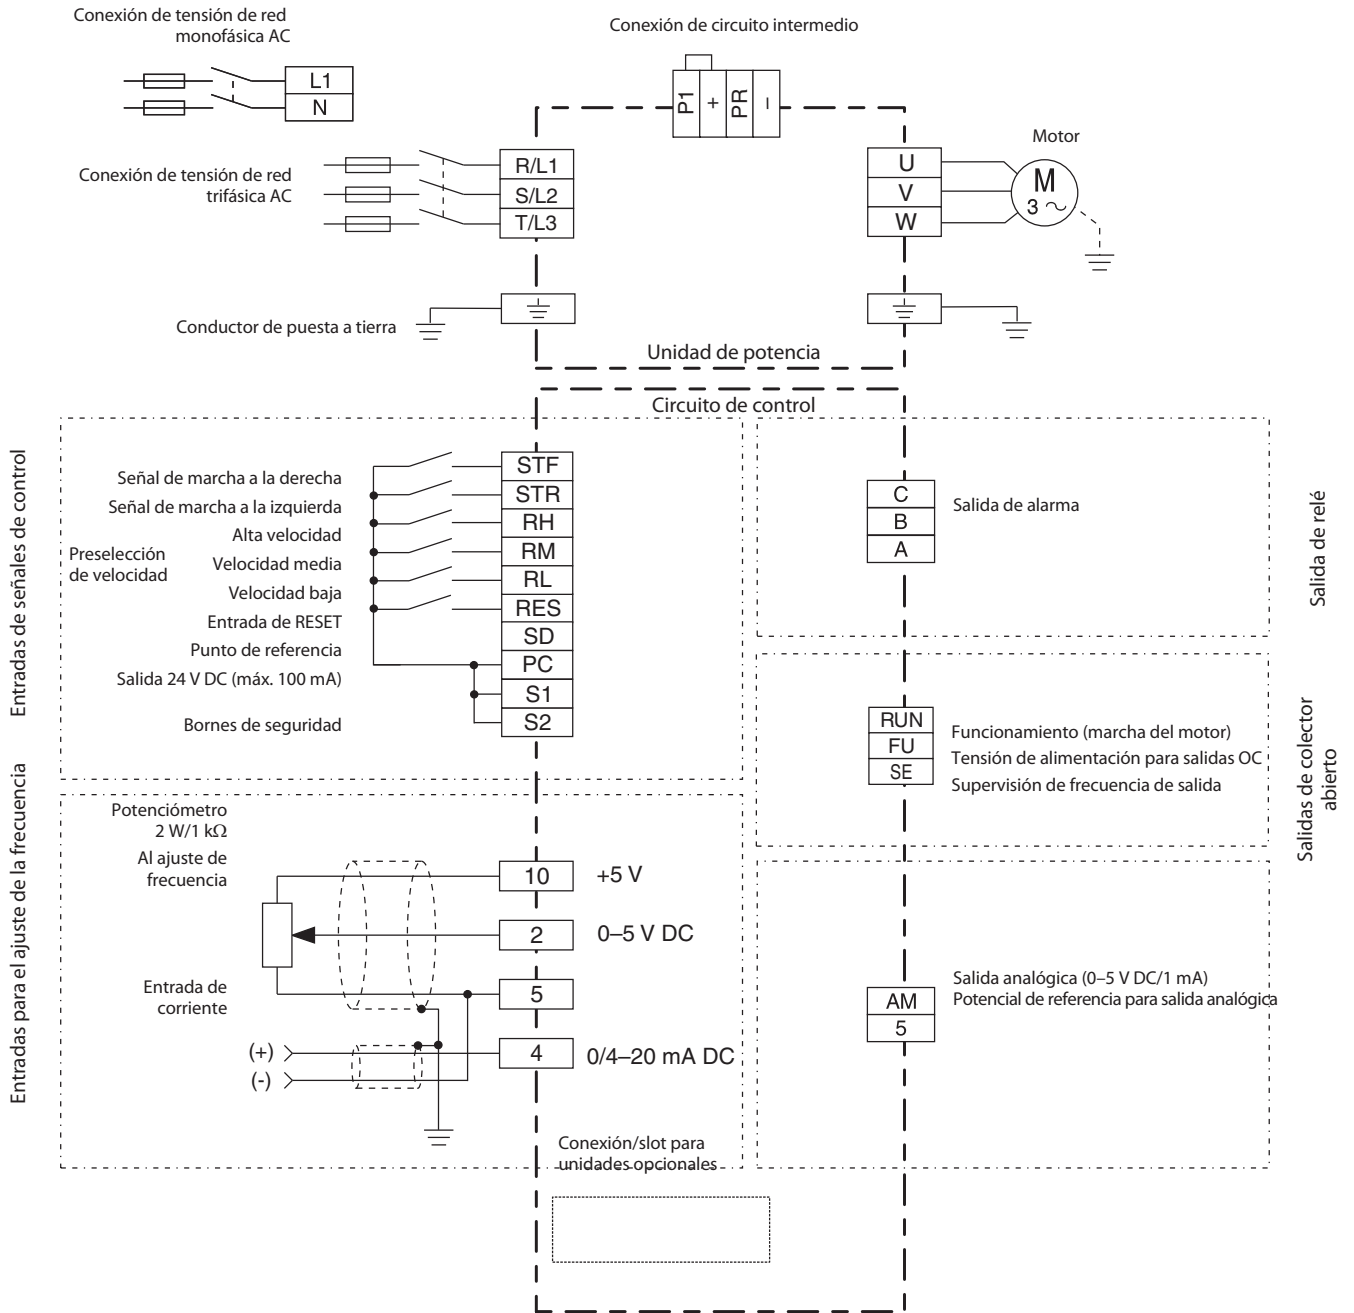 Conexión de tensión de red
monofásica AC
L1
N
Conexión de circuito intermedio
P1
+
PR
–
Conexión de tensión de red
trifásica AC
R/L1
S/L2
T/L3
U
V
W
Motor
M
3 ~
Conductor de puesta a tierra
Unidad de potencia
Circuito de control
Entradas de señales de control
Señal de marcha a la derecha
Señal de marcha a la izquierda
Alta velocidad
Preselección
de velocidad
Velocidad media
Velocidad baja
Entrada de RESET
Punto de referencia
Salida 24 V DC (máx. 100 mA)
Bornes de seguridad
STF
STR
RH
RM
RL
RES
SD
PC
S1
S2
C
B
A
Salida de alarma
Salida de relé
RUN
FU
SE
Funcionamiento (marcha del motor)
Tensión de alimentación para salidas OC
Supervisión de frecuencia de salida
Salidas de colector
abierto
Entradas para el ajuste de la frecuencia
Potenciómetro
2 W/1 kΩ
Al ajuste de
frecuencia
Entrada de
corriente
(+)
(-)
10
+5 V
2
0–5 V DC
5
4
0/4–20 mA DC
AM
5
Salida analógica (0–5 V DC/1 mA)
Potencial de referencia para salida analógica
Conexión/slot para
unidades opcionales